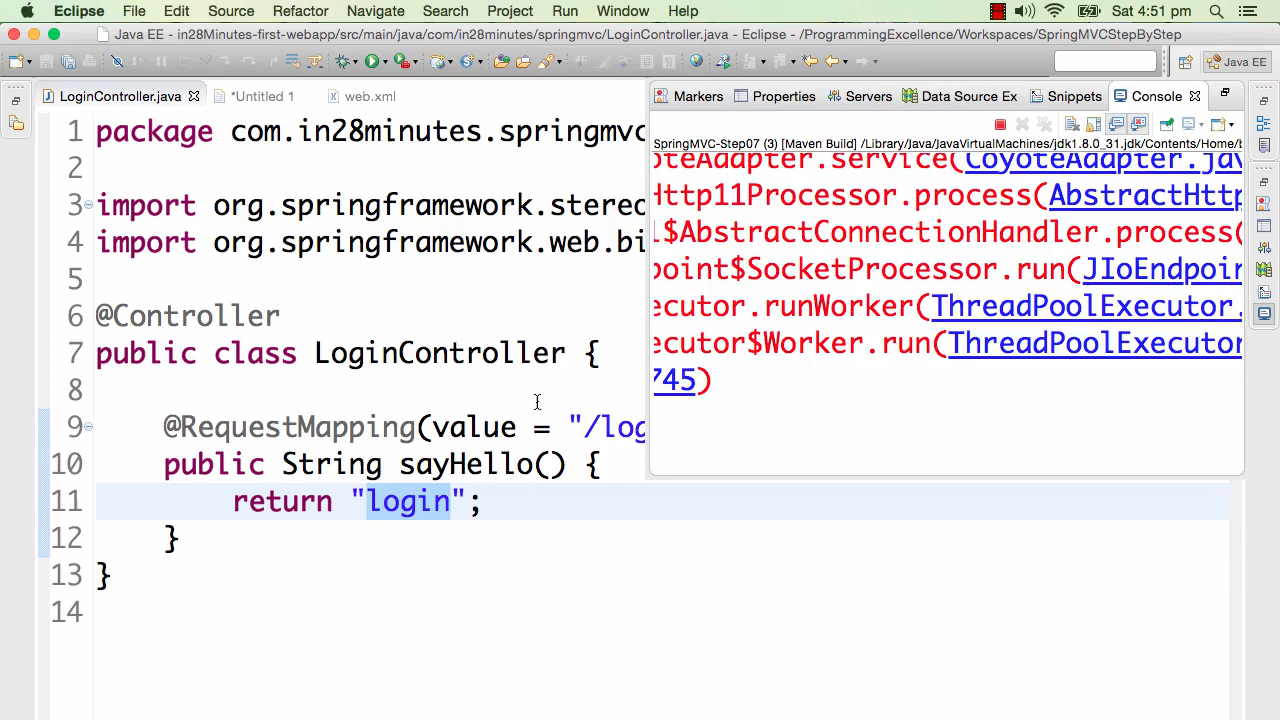 Eclipse File Edit Source Refactor Navigate Search Project Run Window Help Sat 4:51 pm
Java EE - in28Minutes-first-webapp/src/main/java/com/in28minutes/springmvc/LoginController.java - Eclipse - /ProgrammingExcellence/Workspaces/SpringMVCStepByStep
Java EE
LoginController.java *Untitled 1 web.xml
1 package com.in28minutes.springmvc
2
3 import org.springframework.stereo
4 import org.springframework.web.bi
5
6 @Controller
7 public class LoginController {
8
9 @RequestMapping(value = "/log
10 public String sayHello() {
11 return "login";
12 }
13 }
14
Markers Properties Servers Data Source Ex Snippets Console
SpringMVC-Step07 (3) [Maven Build] /Library/Java/JavaVirtualMachines/jdk1.8.0_31.jdk/Contents/Home/b
oteAdapter.service(CoyoteAdapter.jav
Http11Processor.process(AbstractHttp
l$AbstractConnectionHandler.process(
point$SocketProcessor.run(JIoEndpoin
ecutor.runWorker(ThreadPoolExecutor.
ecutor$Worker.run(ThreadPoolExecutor
745)